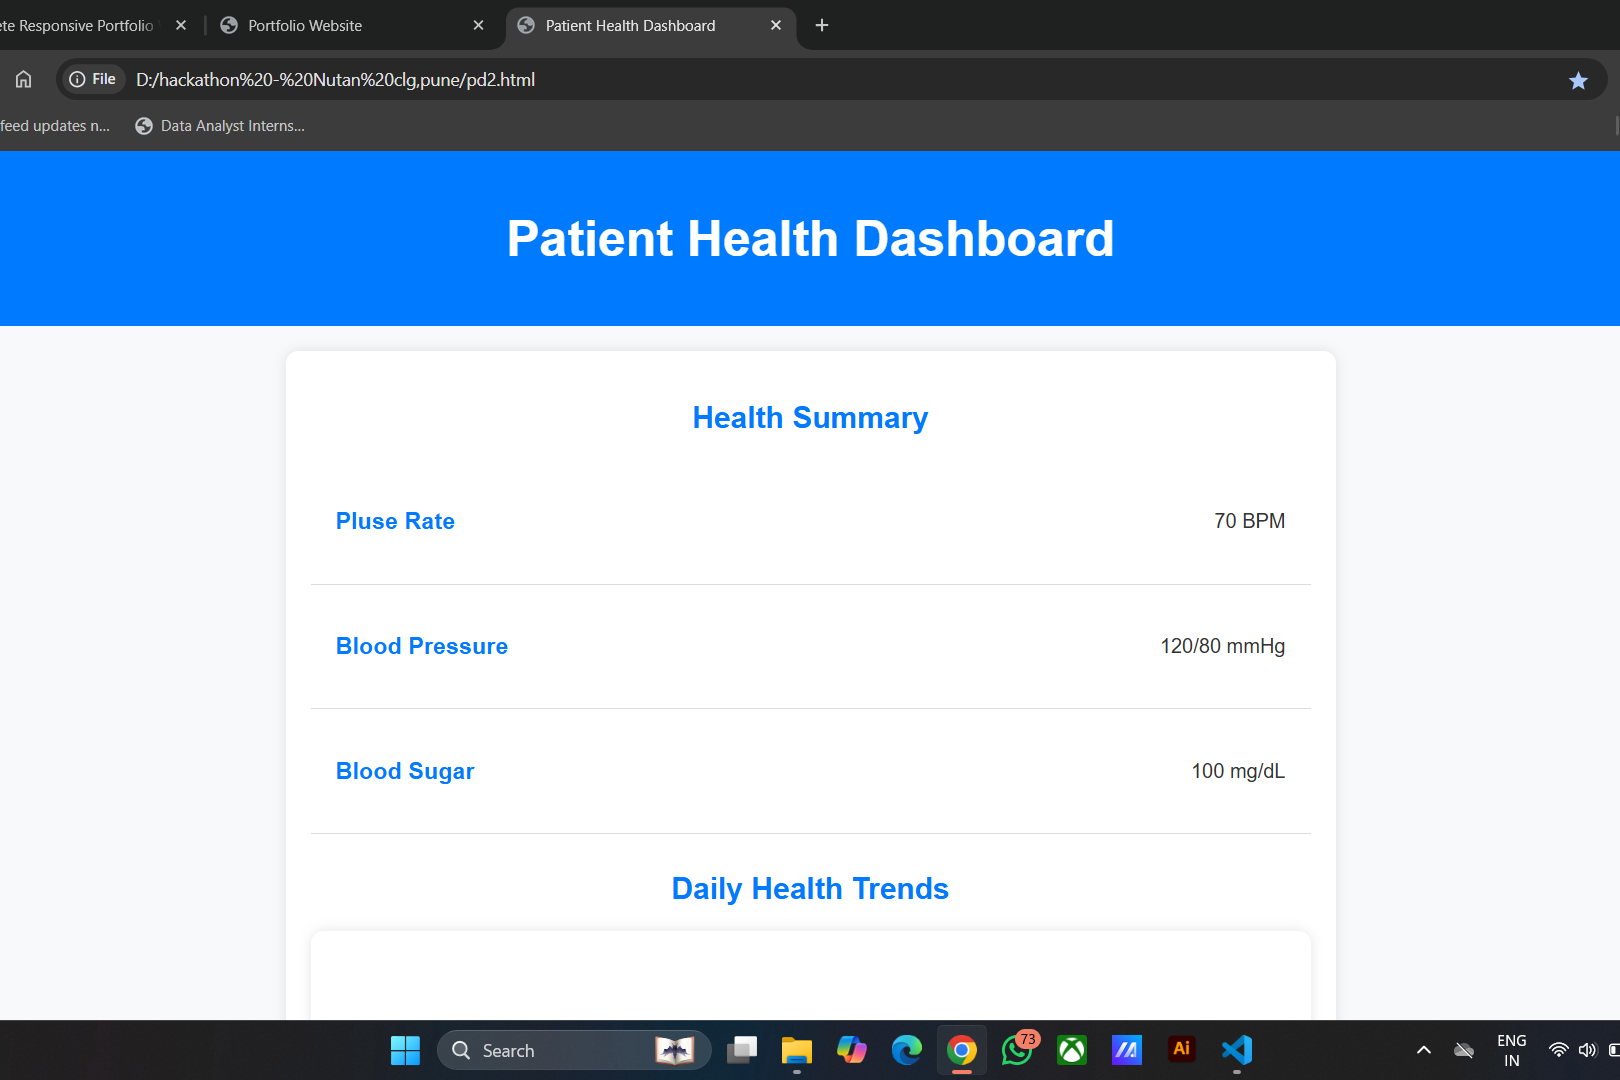 ete Responsive Portfolio
Portfolio Website
Patient Health Dashboard
File
D:/hackathon%20-%20Nutan%20clg,pune/pd2.html
feed updates n...
Data Analyst Interns...
Patient Health Dashboard
Health Summary
Pluse Rate
70 BPM
Blood Pressure
120/80 mmHg
Blood Sugar
100 mg/dL
Daily Health Trends
Search
73
Ai
ENG
IN